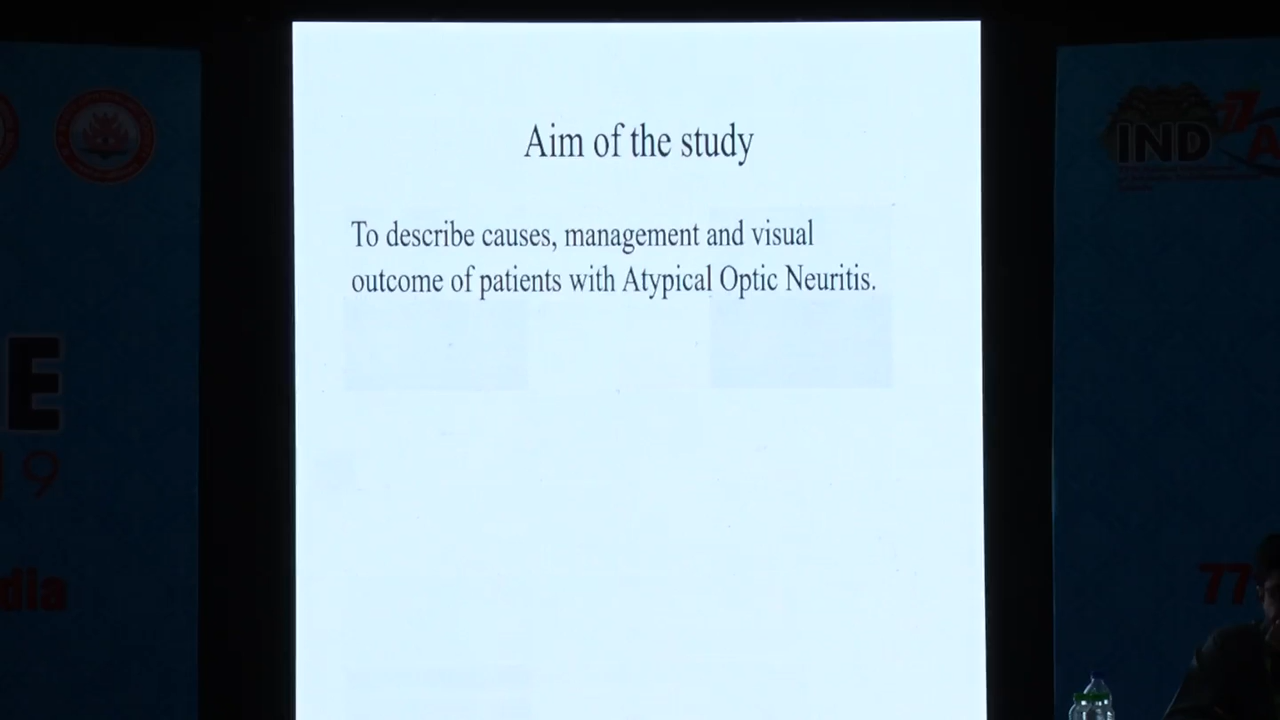 Aim of the study
To describe causes, management and visual
outcome of patients with Atypical Optic Neuritis.
E
19
dia
IND
77
A
77